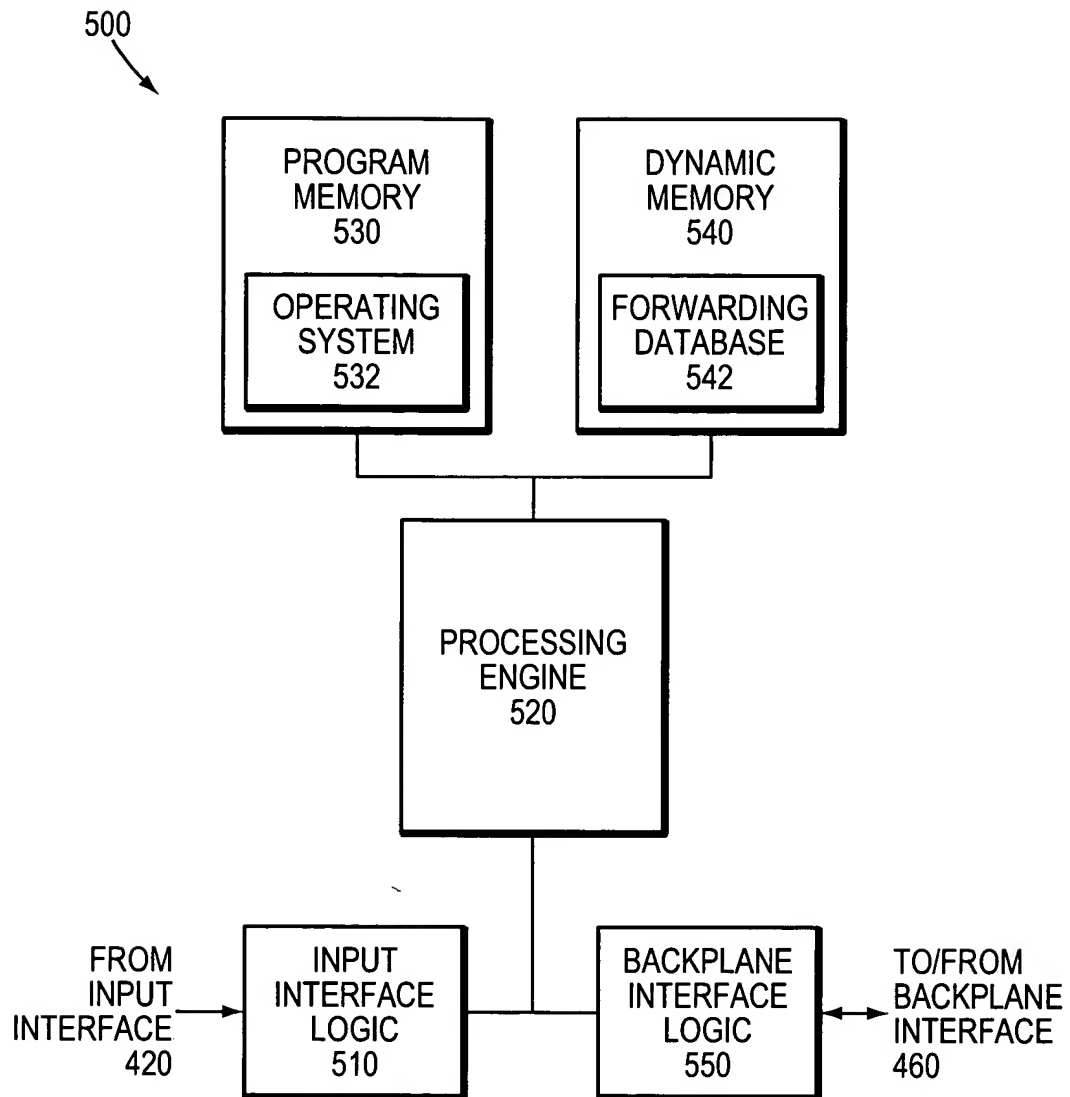 500
PROGRAM
MEMORY
530
OPERATING
SYSTEM
532
DYNAMIC
MEMORY
540
FORWARDING
DATABASE
542
PROCESSING
ENGINE
520
FROM
INPUT
INTERFACE
420
INPUT
INTERFACE
LOGIC
510
BACKPLANE
INTERFACE
LOGIC
550
TO/FROM
BACKPLANE
INTERFACE
460